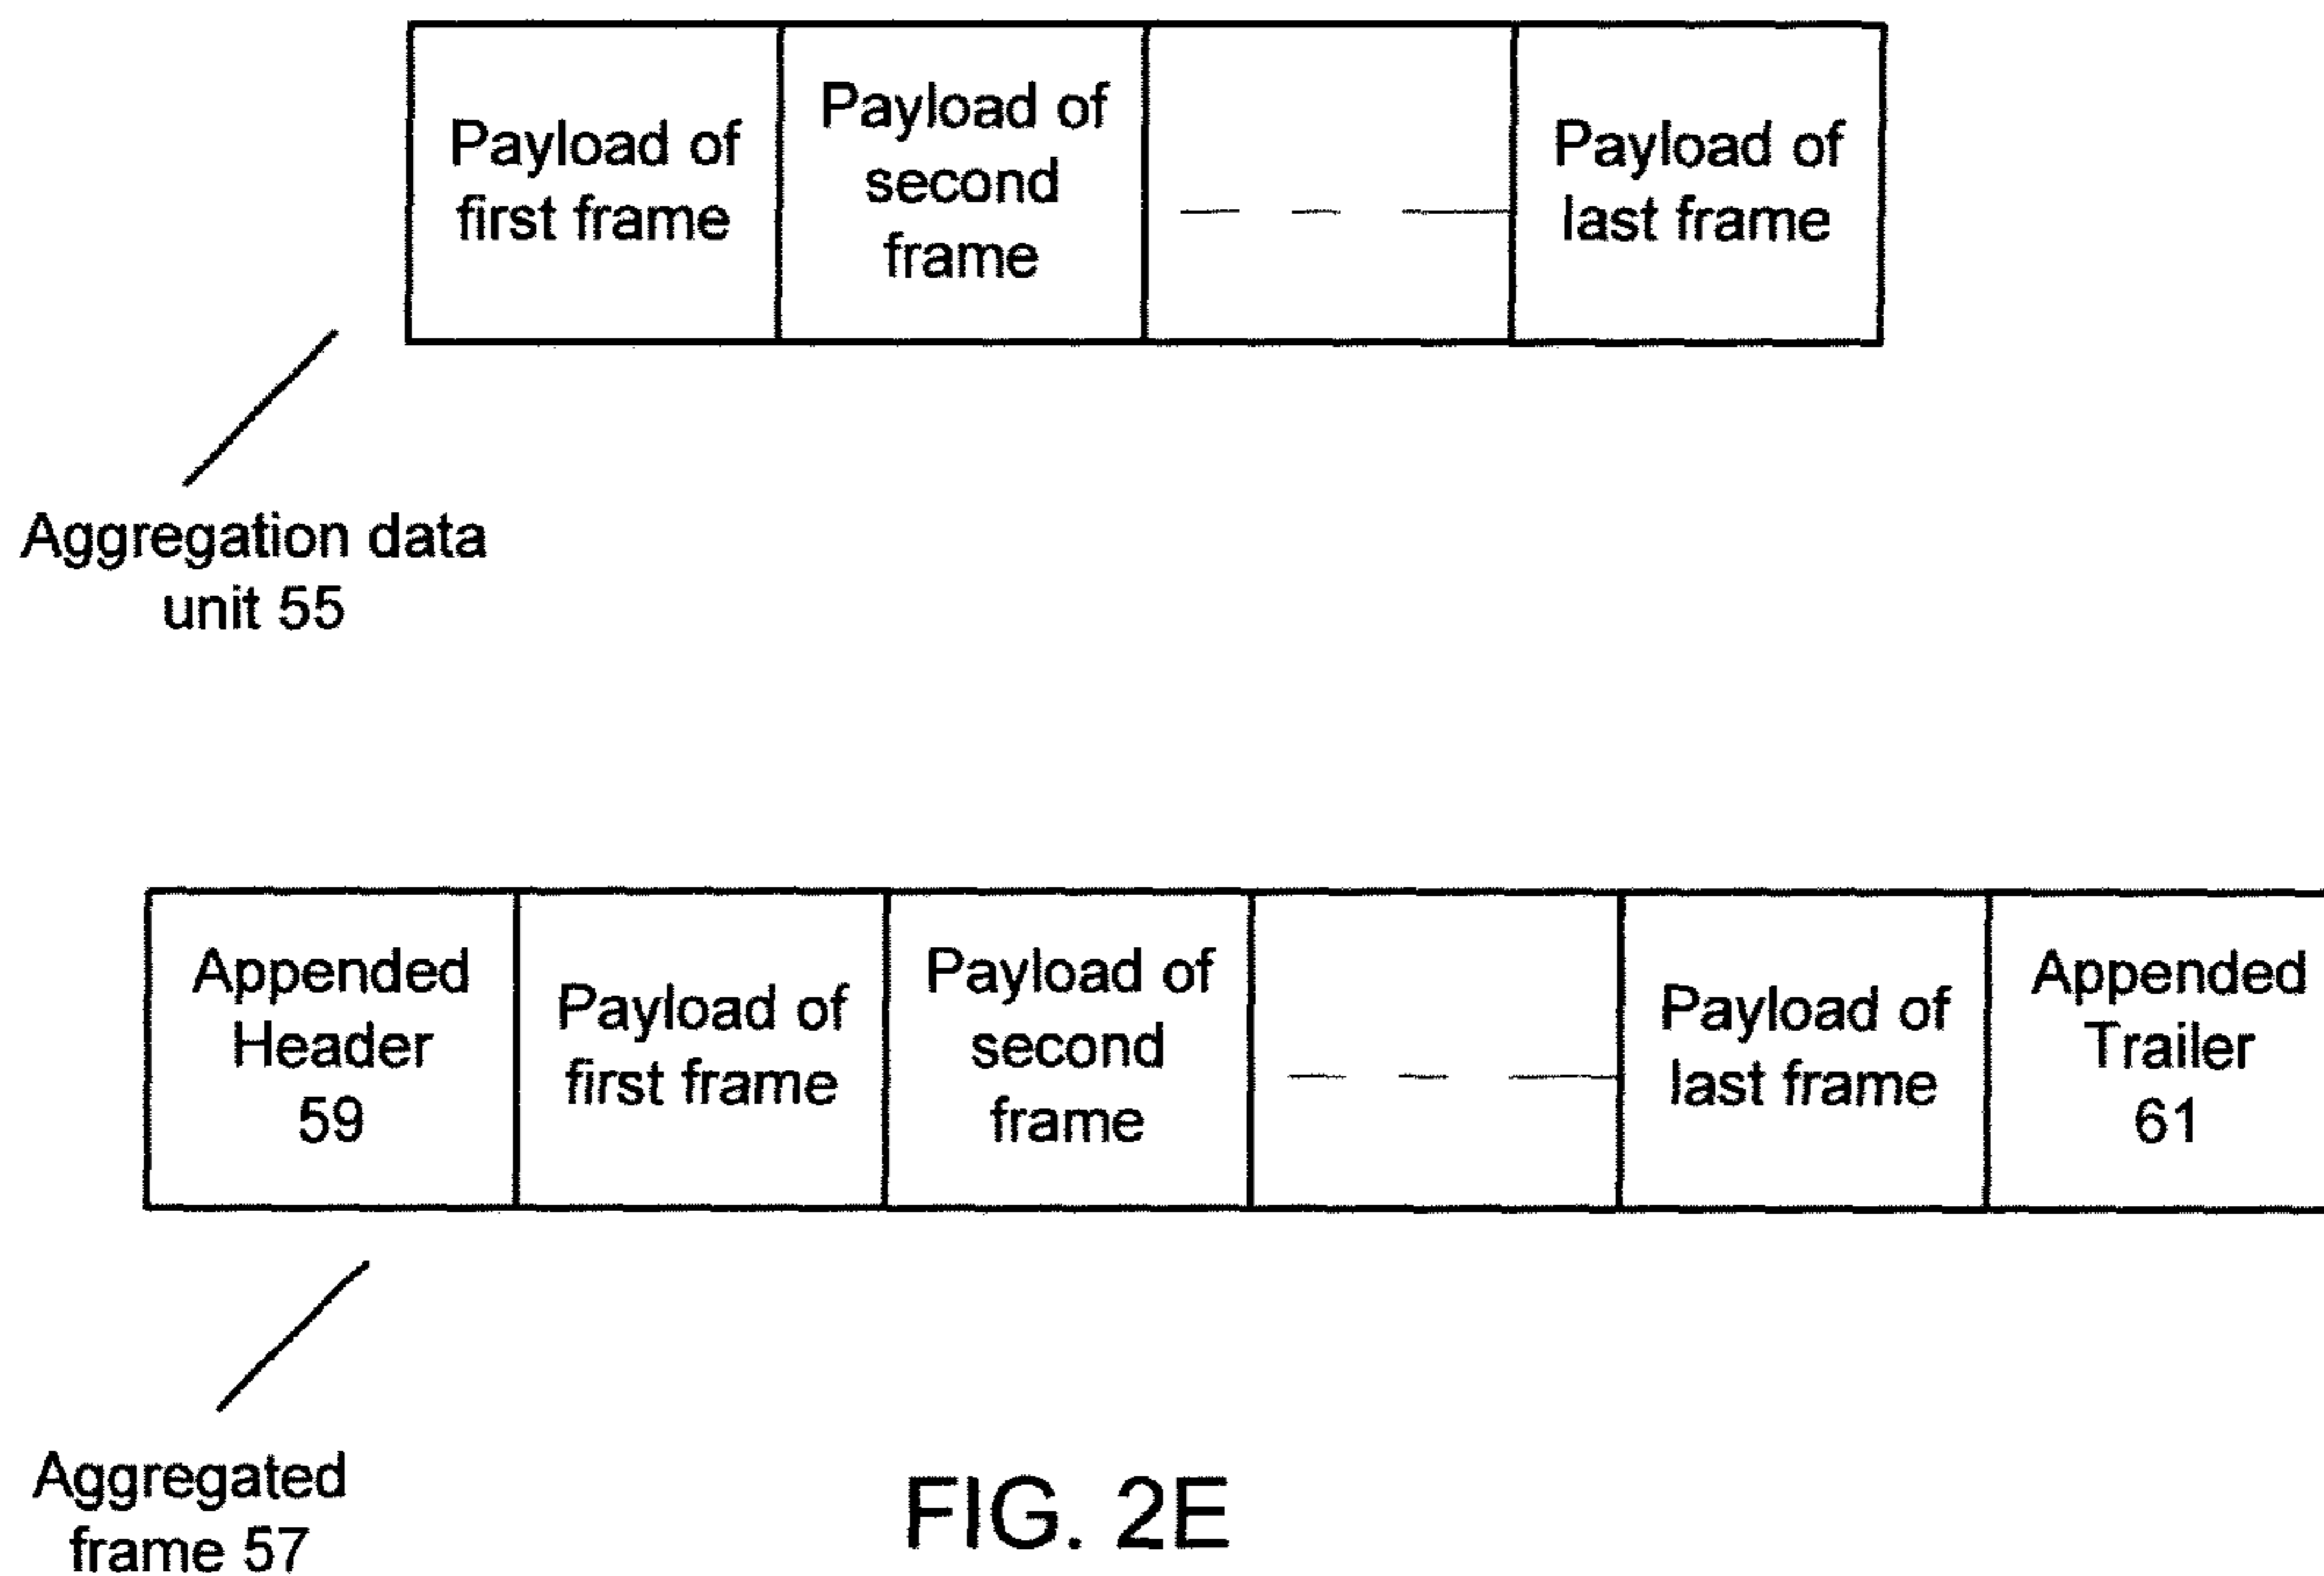 Payload of
first frame
Payload of
second
frame
Payload of
last frame
Aggregation data
unit 55
Appended
Header
59
Payload of
first frame
Payload of
second
frame
Payload of
last frame
Appended
Trailer
61
Aggregated
frame 57
FIG. 2E